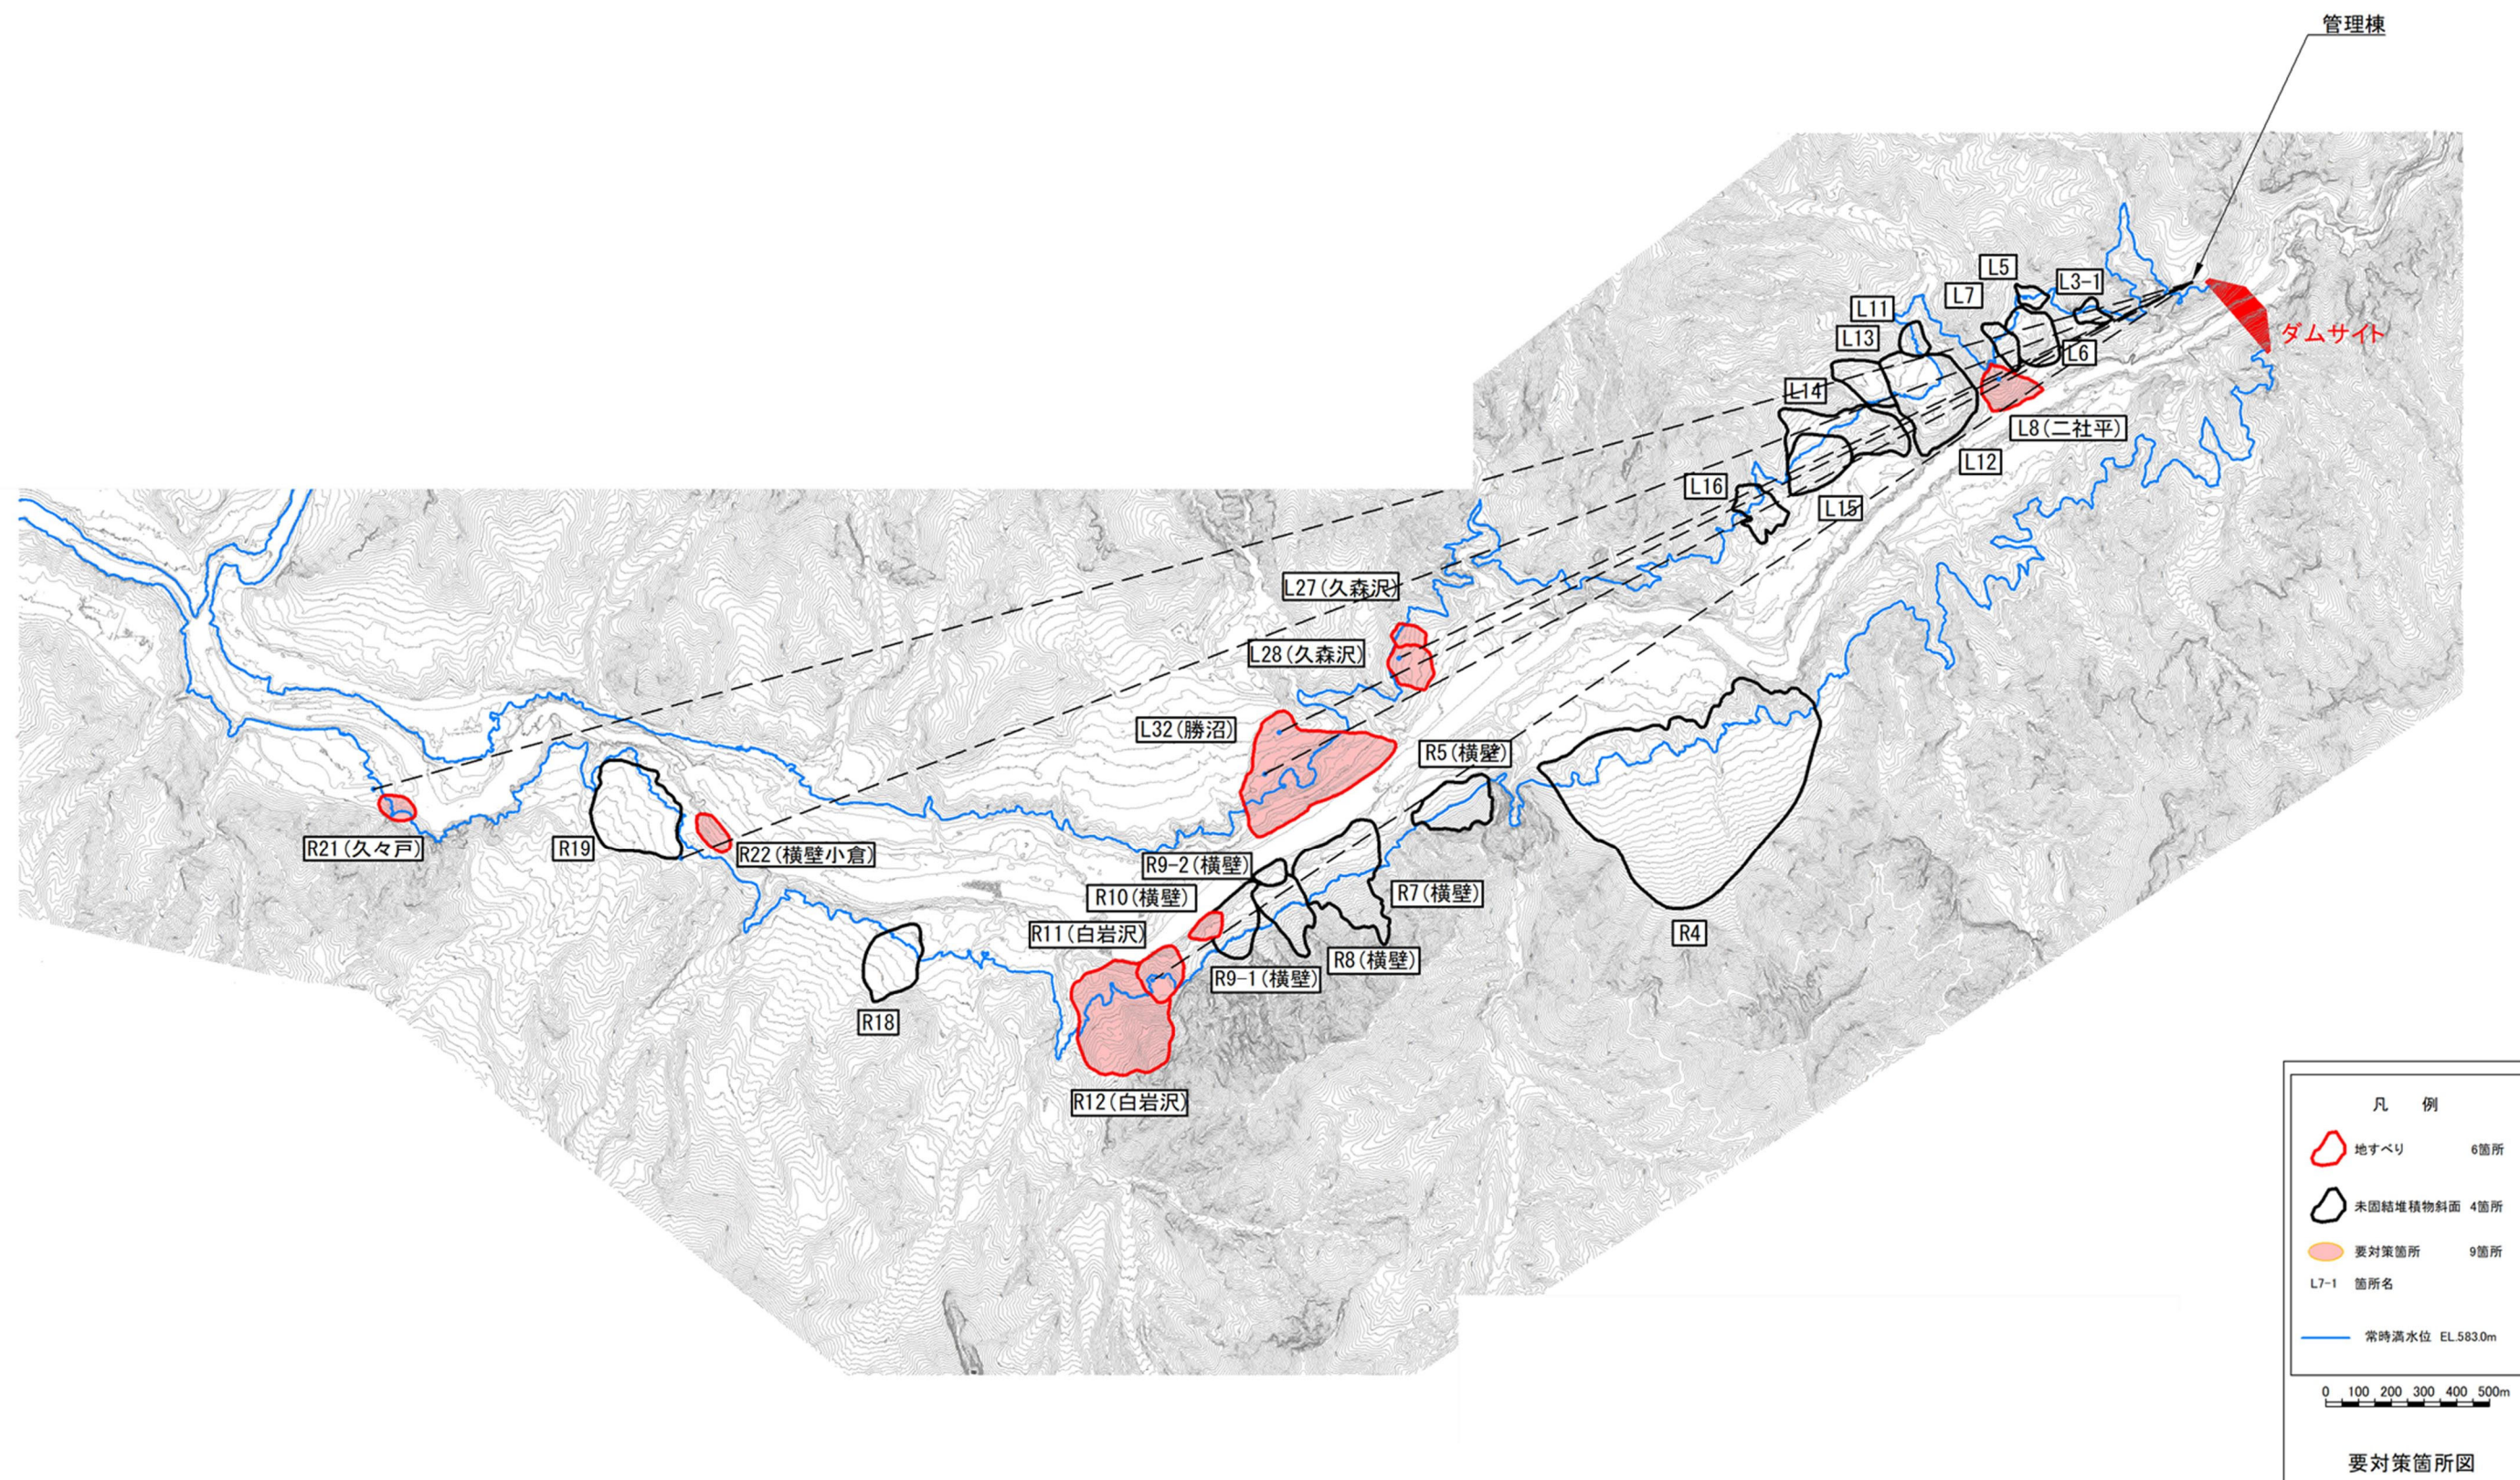 管理棟
L5
L3-1
L7
L11
L13
ダムサイト
L6
L14
L8(二社平)
L12
L16
L15
L27(久森沢)
L28(久森沢)
L32(勝沼)
R5(横壁)
R21(久々戸)
R19
R22(横壁小倉)
R9-2(横壁)
R10(横壁)
R7(横壁)
R11(白岩沢)
R4
R8(横壁)
R9-1(横壁)
R18
R12(白岩沢)
凡 例
地すべり 6箇所
未固結堆積物斜面 4箇所
要対策箇所 9箇所
L7-1 箇所名
常時満水位 EL.583.0m
0 100 200 300 400 500m
要対策箇所図